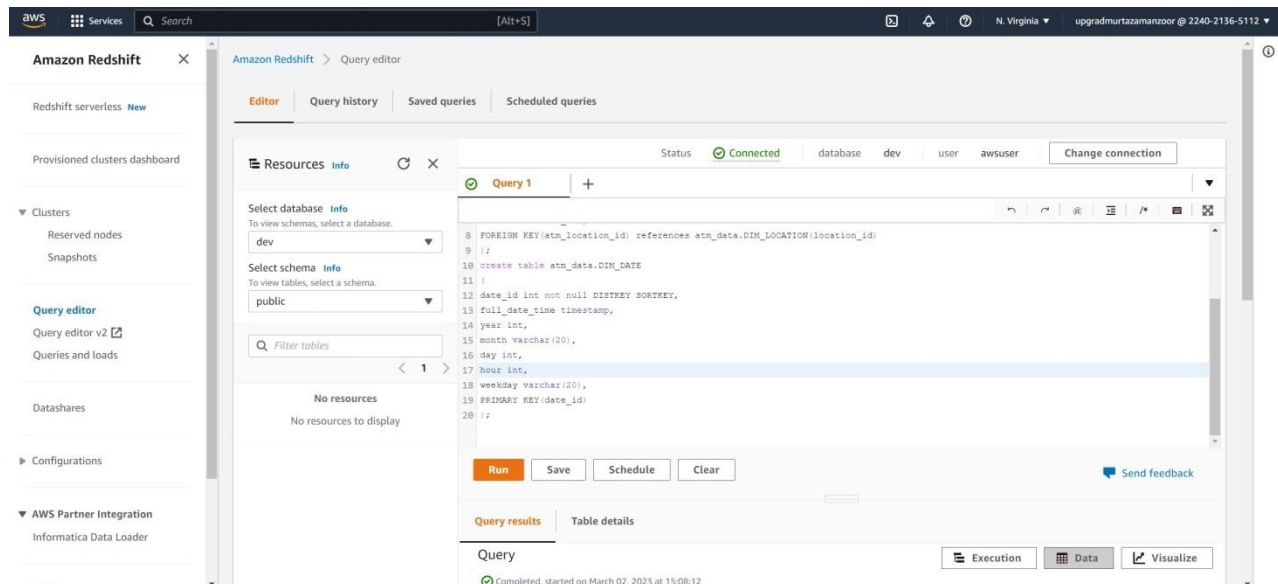 aws Services Search [Alt+S] N. Virginia ▼ upgradmurtazamanzoor @ 2240-2136-5112 ▼
Amazon Redshift
Redshift serverless New
Provisioned clusters dashboard
▼ Clusters
Reserved nodes
Snapshots
Query editor
Query editor v2
Queries and loads
Datashares
▶ Configurations
▼ AWS Partner Integration
Informatica Data Loader
Amazon Redshift > Query editor
Editor Query history Saved queries Scheduled queries
Resources Info
Select database Info
To view schemas, select a database.
dev
Select schema Info
To view tables, select a schema.
public
Filter tables
< 1 >
No resources
No resources to display
Status Connected database dev user awsuser Change connection
Query 1 +
8 FOREIGN KEY(atm_location_id) references atm_data.DIM_LOCATION(location_id)
9 );
10 create table atm_data.DIM_DATE
11 (
12 date_id int not null DISTKEY SORTKEY,
13 full_date_time timestamp,
14 year int,
15 month varchar(20),
16 day int,
17 hour int,
18 weekday varchar(20),
19 PRIMARY KEY(date_id)
20 );
Run Save Schedule Clear Send feedback
Query results Table details
Query Execution Data Visualize
Completed, started on March 02, 2023 at 15:08:12